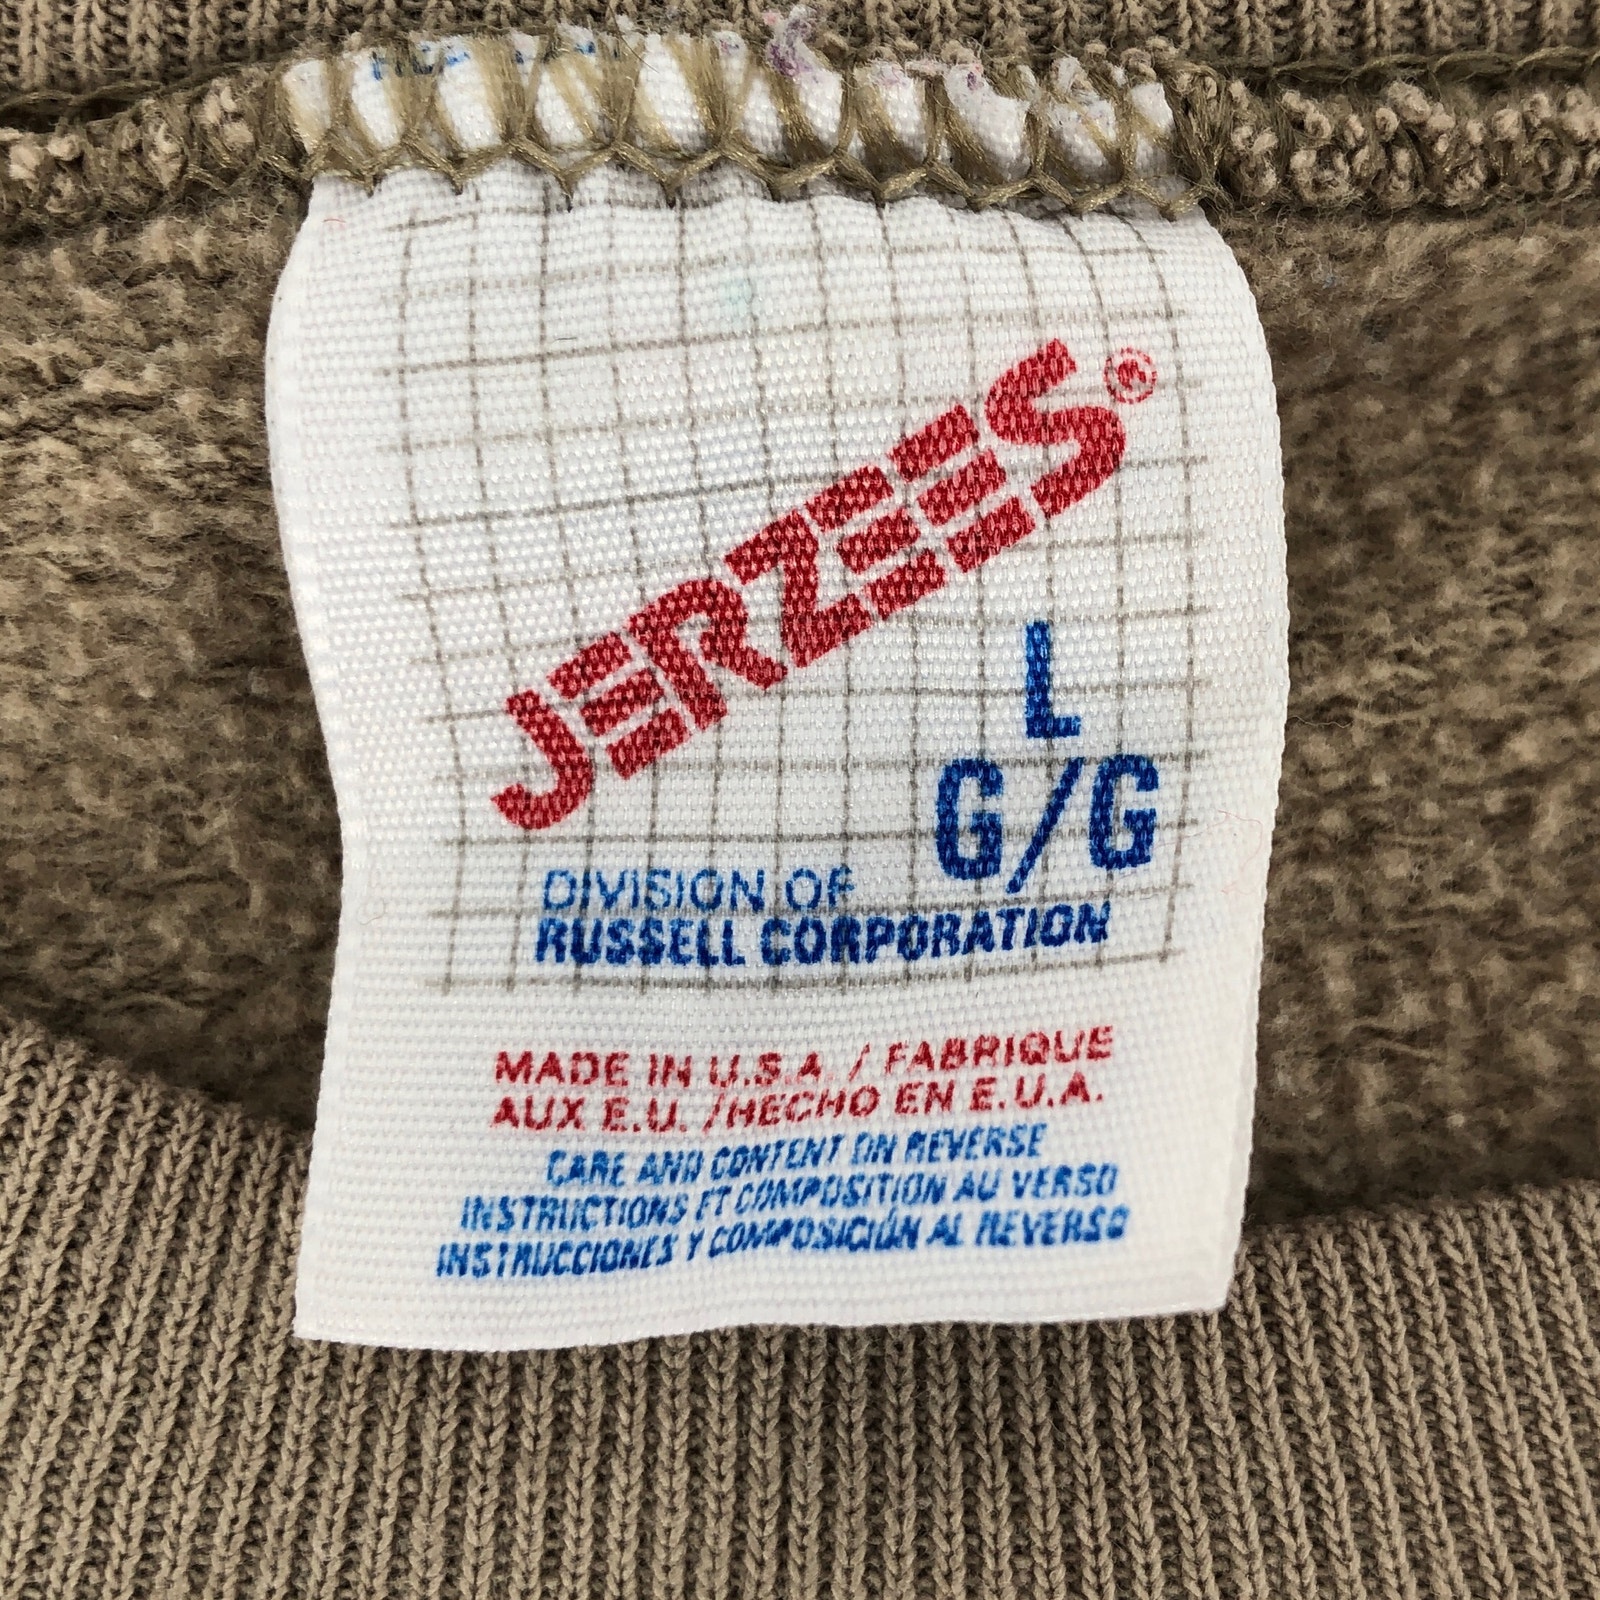 JERZEES®
L
G/G
DIVISION OF
RUSSELL CORPORATION
MADE IN U.S.A. / FABRIQUE
AUX E.U. /HECHO EN E.U.A.
CARE AND CONTENT ON REVERSE
INSTRUCTIONS ET COMPOSITION AU VERSO
INSTRUCCIONES Y COMPOSICIÓN AL REVERSO